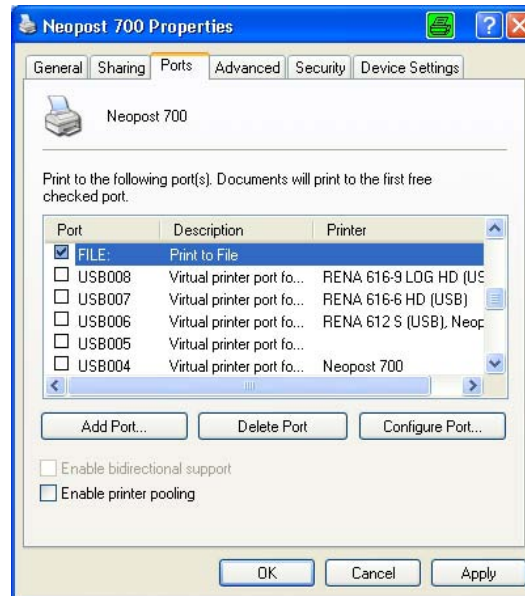 Neopost 700 Properties
General Sharing Ports Advanced Security Device Settings
Neopost 700
Print to the following port(s). Documents will print to the first free
checked port.
Port Description Printer
FILE: Print to File
USB008 Virtual printer port fo... RENA 616-9 LOG HD (US
USB007 Virtual printer port fo... RENA 616-6 HD (USB)
USB006 Virtual printer port fo... RENA 612 S (USB), Neop
USB005 Virtual printer port fo...
USB004 Virtual printer port fo... Neopost 700
Add Port... Delete Port Configure Port...
Enable bidirectional support
Enable printer pooling
OK Cancel Apply